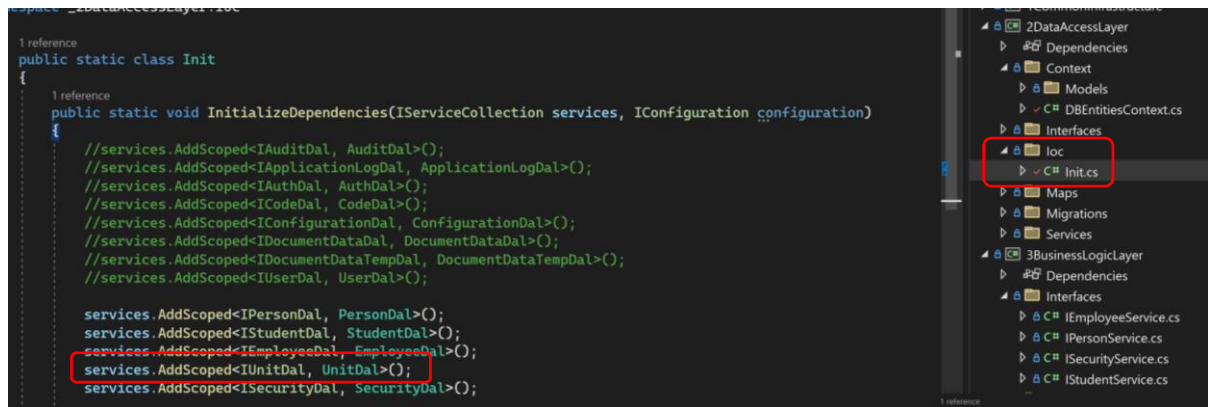 space _2DataAccessLayer.Ioc
1 reference
public static class Init
{
1 reference
public static void InitializeDependencies(IServiceCollection services, IConfiguration configuration)
{
//services.AddScoped<IAuditDal, AuditDal>();
//services.AddScoped<IApplicationLogDal, ApplicationLogDal>();
//services.AddScoped<IAuthDal, AuthDal>();
//services.AddScoped<ICodeDal, CodeDal>();
//services.AddScoped<IConfigurationDal, ConfigurationDal>();
//services.AddScoped<IDocumentDataDal, DocumentDataDal>();
//services.AddScoped<IDocumentDataTempDal, DocumentDataTempDal>();
//services.AddScoped<IUserDal, UserDal>();
services.AddScoped<IPersonDal, PersonDal>();
services.AddScoped<IStudentDal, StudentDal>();
services.AddScoped<IEmployeeDal, EmployeeDal>();
services.AddScoped<IUnitDal, UnitDal>();
services.AddScoped<ISecurityDal, SecurityDal>();
1CommonInfrastructure
C# 2DataAccessLayer
Dependencies
Context
Models
C# DBEntitiesContext.cs
Interfaces
Ioc
C# Init.cs
Maps
Migrations
Services
C# 3BusinessLogicLayer
Dependencies
Interfaces
C# IEmployeeService.cs
C# IPersonService.cs
C# ISecurityService.cs
C# IStudentService.cs
1 reference